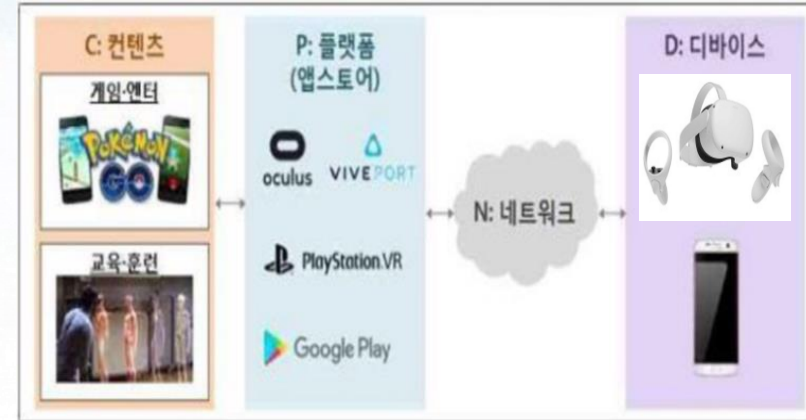 C: 컨텐츠
게임·엔터
POKÉMON
GO
교육·훈련
P: 플랫폼
(앱스토어)
oculus
VIVEPORT
PlayStation.VR
Google Play
N: 네트워크
D: 디바이스